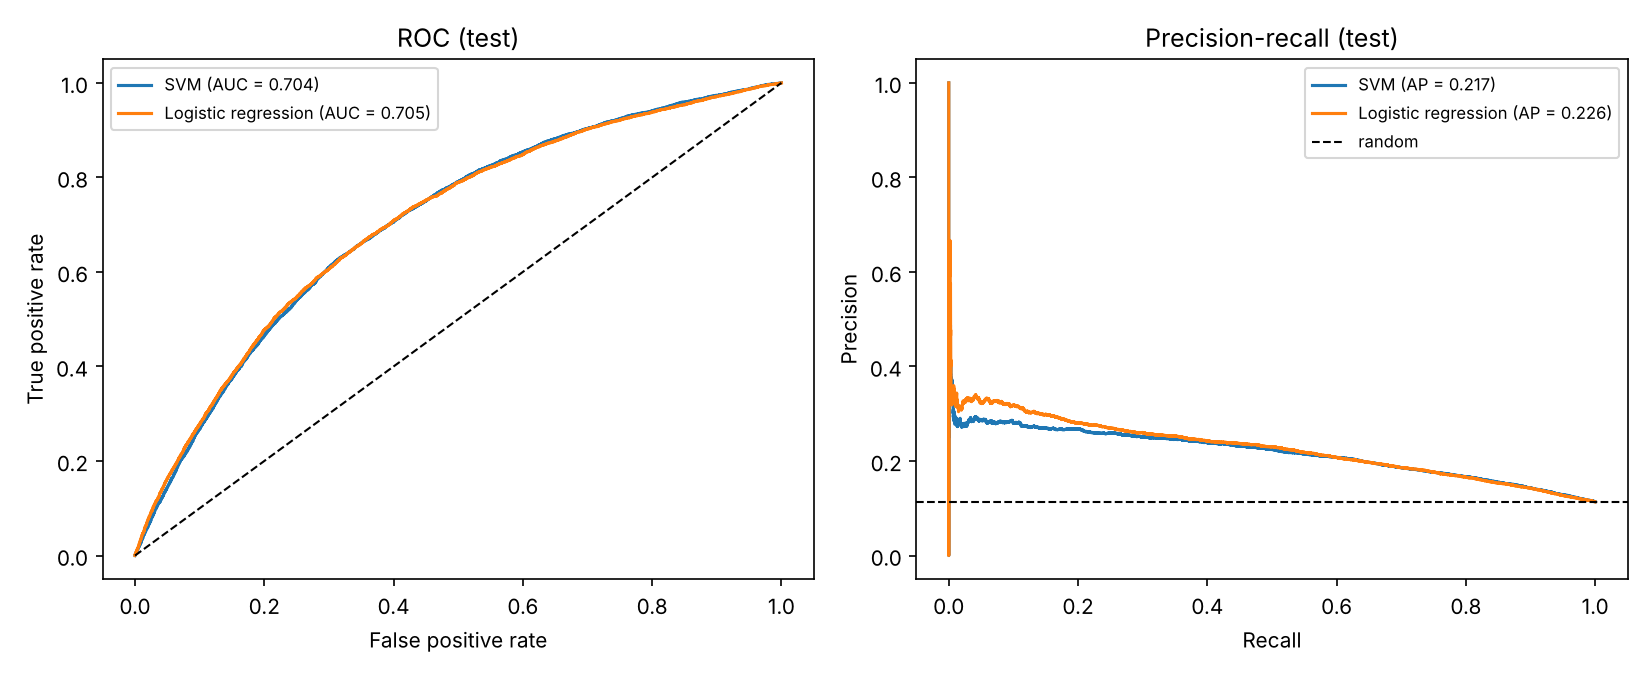 ROC (test)
SVM (AUC = 0.704)
Logistic regression (AUC = 0.705)
True positive rate
1.0
0.8
0.6
0.4
0.2
0.0
0.0 0.2 0.4 0.6 0.8 1.0
False positive rate
Precision-recall (test)
SVM (AP = 0.217)
Logistic regression (AP = 0.226)
random
Precision
1.0
0.8
0.6
0.4
0.2
0.0
0.0 0.2 0.4 0.6 0.8 1.0
Recall